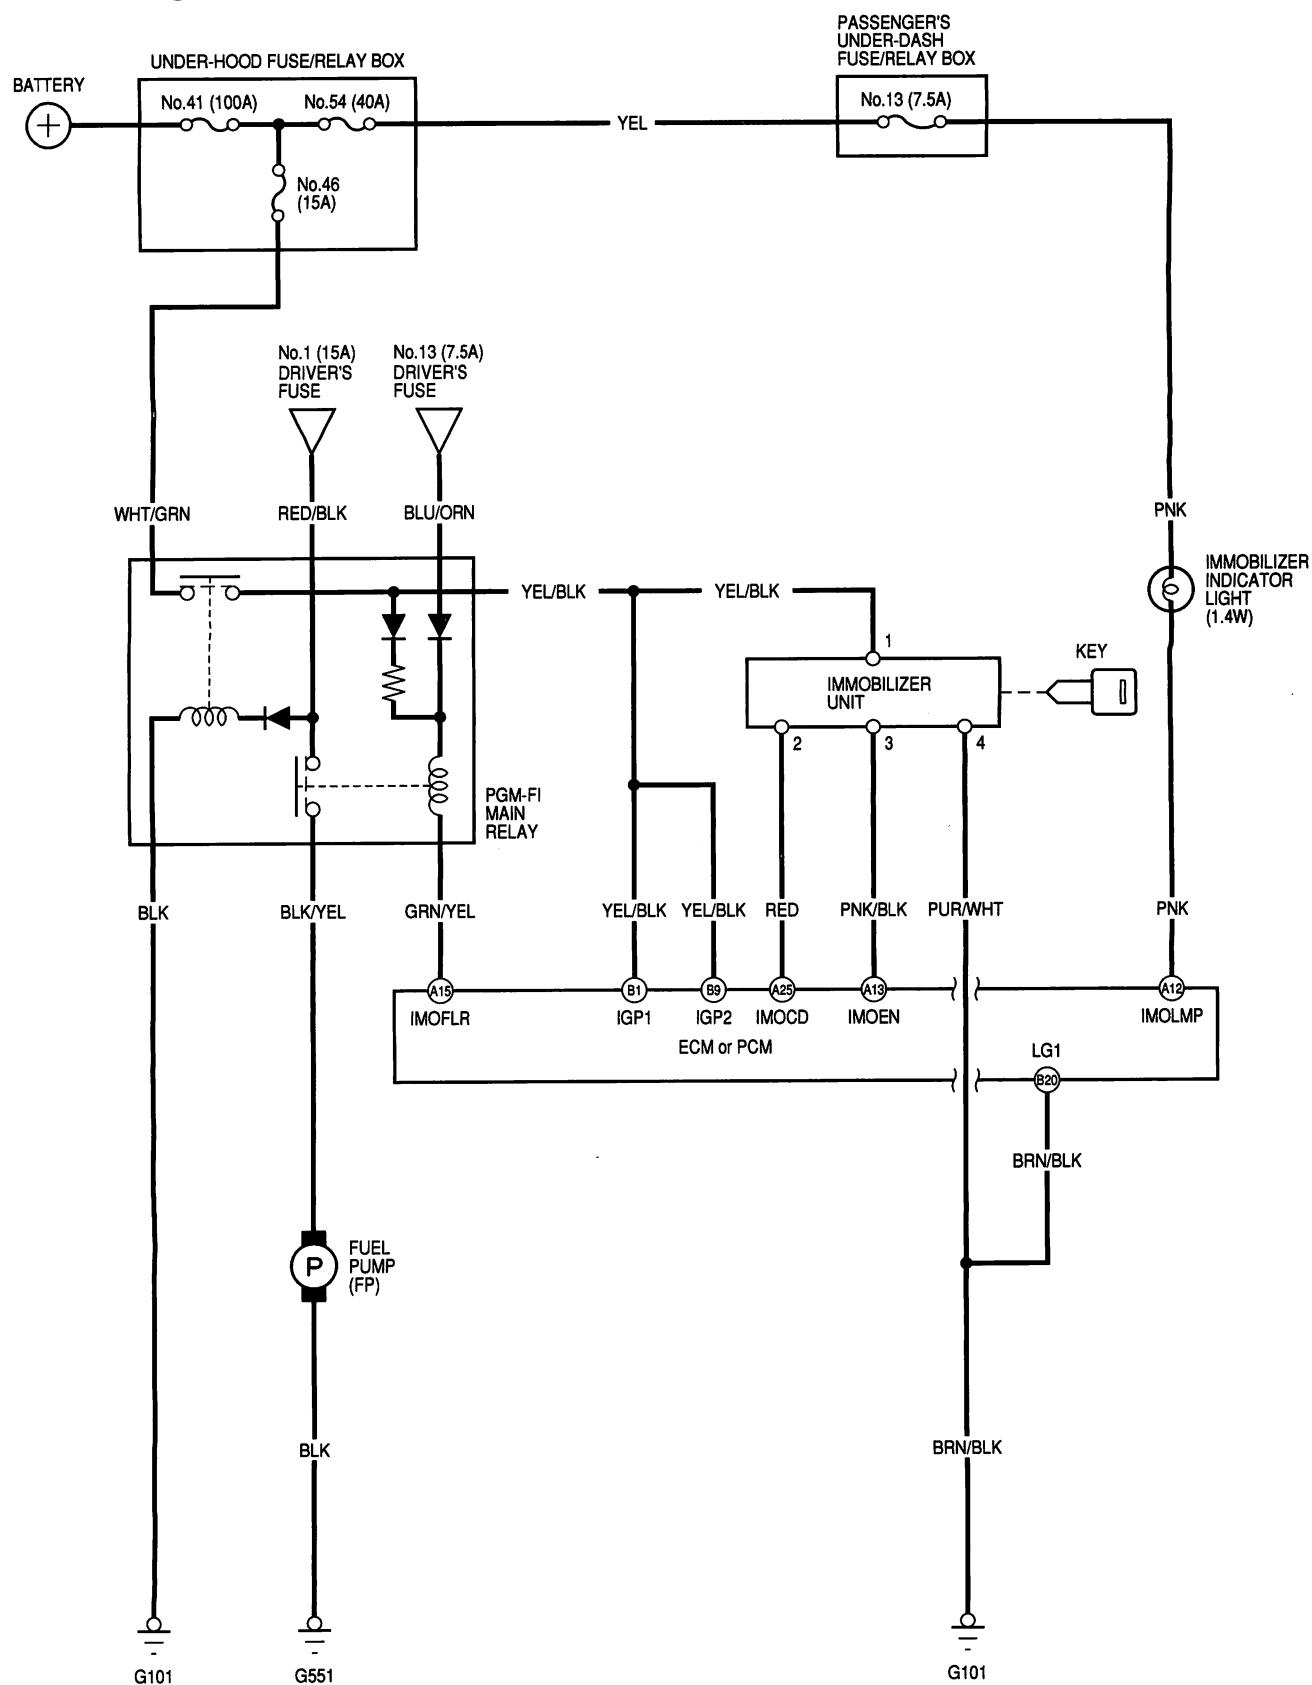 PASSENGER'S
UNDER-DASH
FUSE/RELAY BOX
UNDER-HOOD FUSE/RELAY BOX
BATTERY
No.41 (100A)
No.54 (40A)
No.13 (7.5A)
YEL
No.46
(15A)
No.1 (15A)
DRIVER'S
FUSE
No.13 (7.5A)
DRIVER'S
FUSE
WHT/GRN
RED/BLK
BLU/ORN
PNK
IMMOBILIZER
INDICATOR
LIGHT
(1.4W)
YEL/BLK
YEL/BLK
1
KEY
IMMOBILIZER
UNIT
2
3
4
PGM-FI
MAIN
RELAY
BLK
BLK/YEL
GRN/YEL
YEL/BLK
YEL/BLK
RED
PNK/BLK
PUR/WHT
PNK
A15
B1
B9
A25
A13
A12
IMOFLR
IGP1
IGP2
IMOCD
IMOEN
IMOLMP
ECM or PCM
LG1
B20
BRN/BLK
P
FUEL
PUMP
(FP)
BLK
BRN/BLK
G101
G551
G101